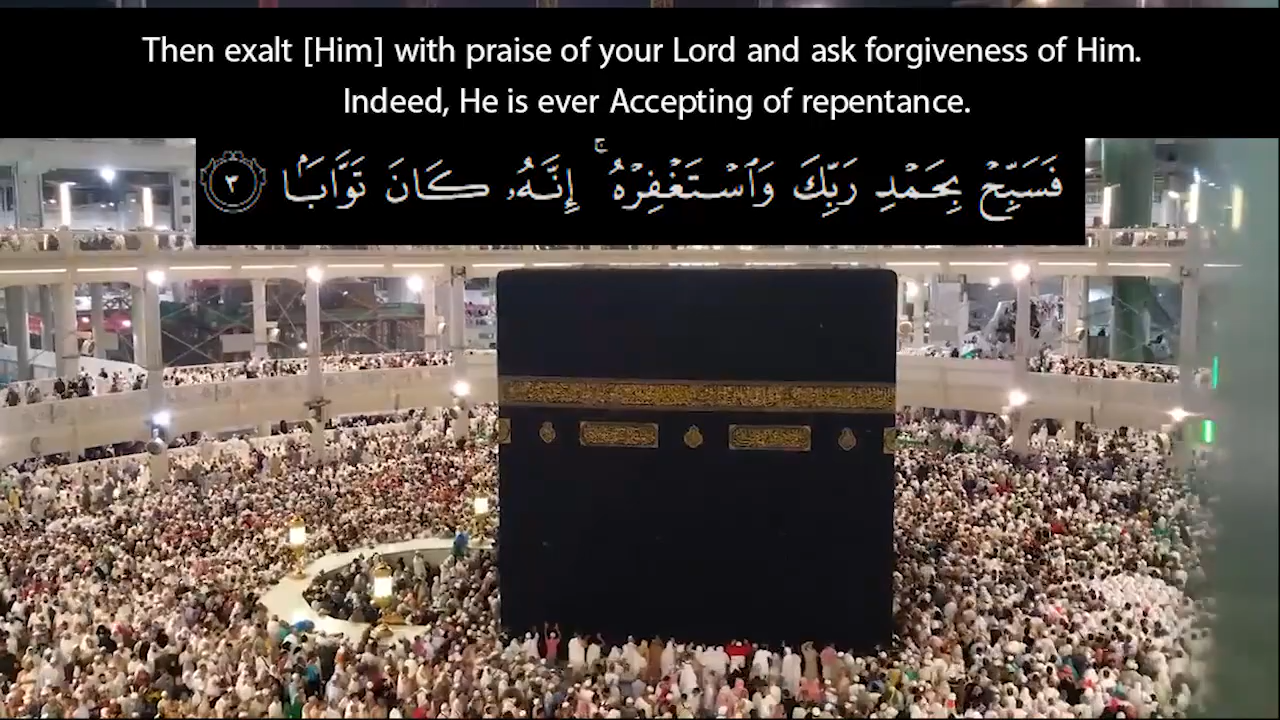 Then exalt [Him] with praise of your Lord and ask forgiveness of Him.
Indeed, He is ever Accepting of repentance.
فَسَبِّحْ بِحَمْدِ رَبِّكَ وَٱسْتَغْفِرْهُ ۚ إِنَّهُۥ كَانَ تَوَّابًۢا ٣